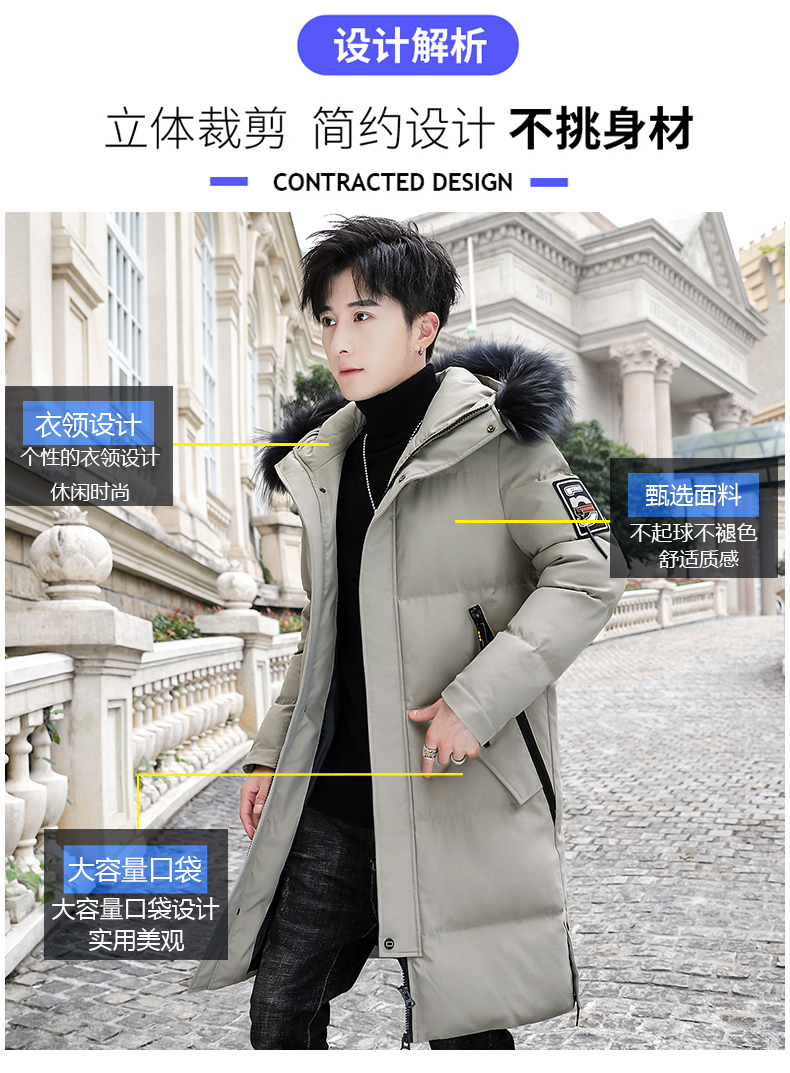 设计解析
立体裁剪 简约设计 不挑身材
CONTRACTED DESIGN
衣领设计
个性的衣领设计
休闲时尚
甄选面料
不起球不褪色
舒适质感
大容量口袋
大容量口袋设计
实用美观